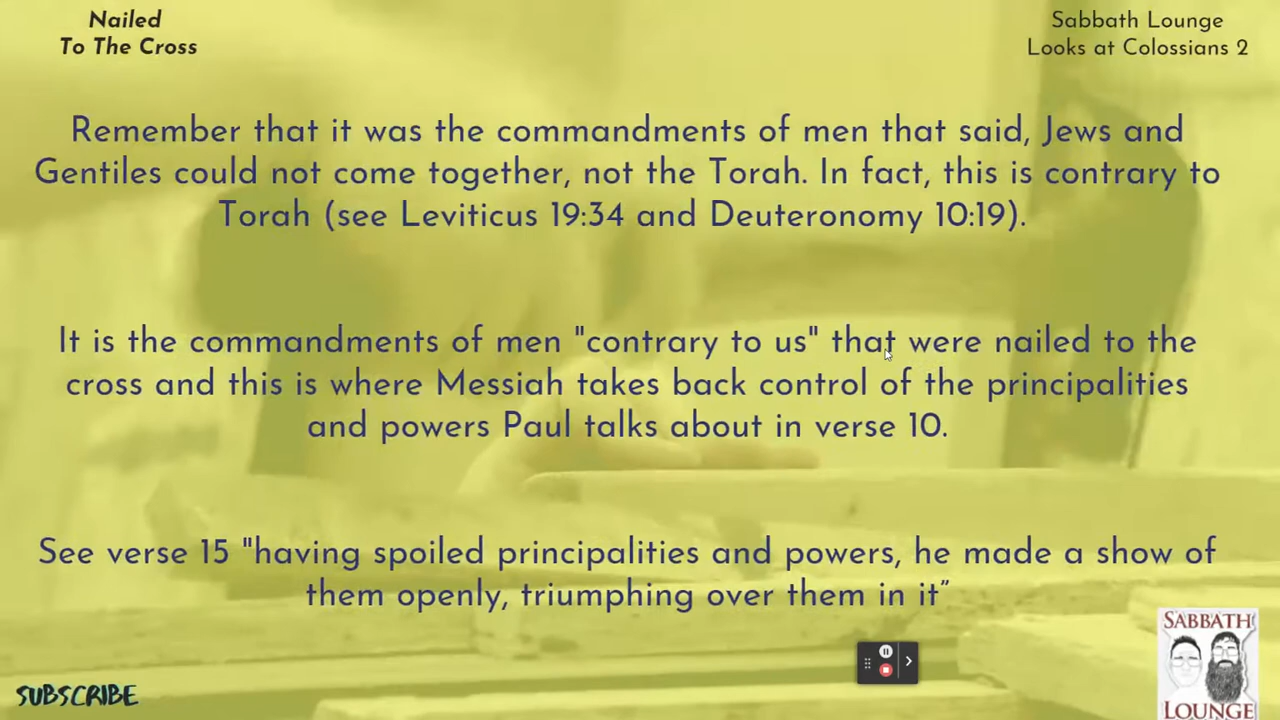 Nailed
To The Cross
Sabbath Lounge
Looks at Colossians 2
Remember that it was the commandments of men that said, Jews and
Gentiles could not come together, not the Torah. In fact, this is contrary to
Torah (see Leviticus 19:34 and Deuteronomy 10:19).
It is the commandments of men "contrary to us" that were nailed to the
cross and this is where Messiah takes back control of the principalities
and powers Paul talks about in verse 10.
See verse 15 "having spoiled principalities and powers, he made a show of
them openly, triumphing over them in it”
SUBSCRIBE
SABBATH
LOUNGE